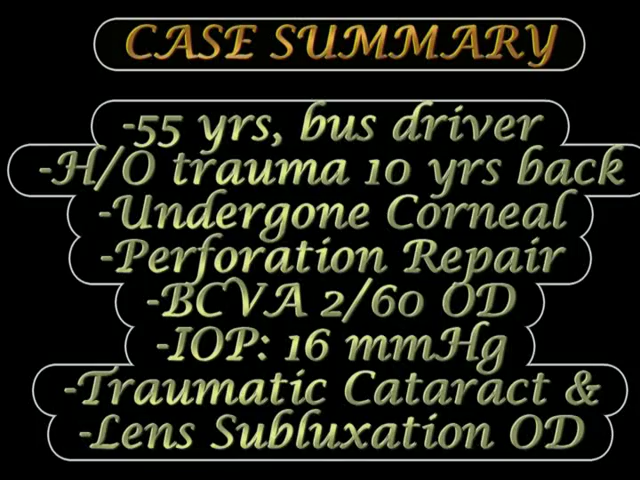 CASE SUMMARY
-55 yrs, bus driver
-H/O trauma 10 yrs back
-Undergone Corneal
-Perforation Repair
-BCVA 2/60 OD
-IOP: 16 mmHg
-Traumatic Cataract &
-Lens Subluxation OD